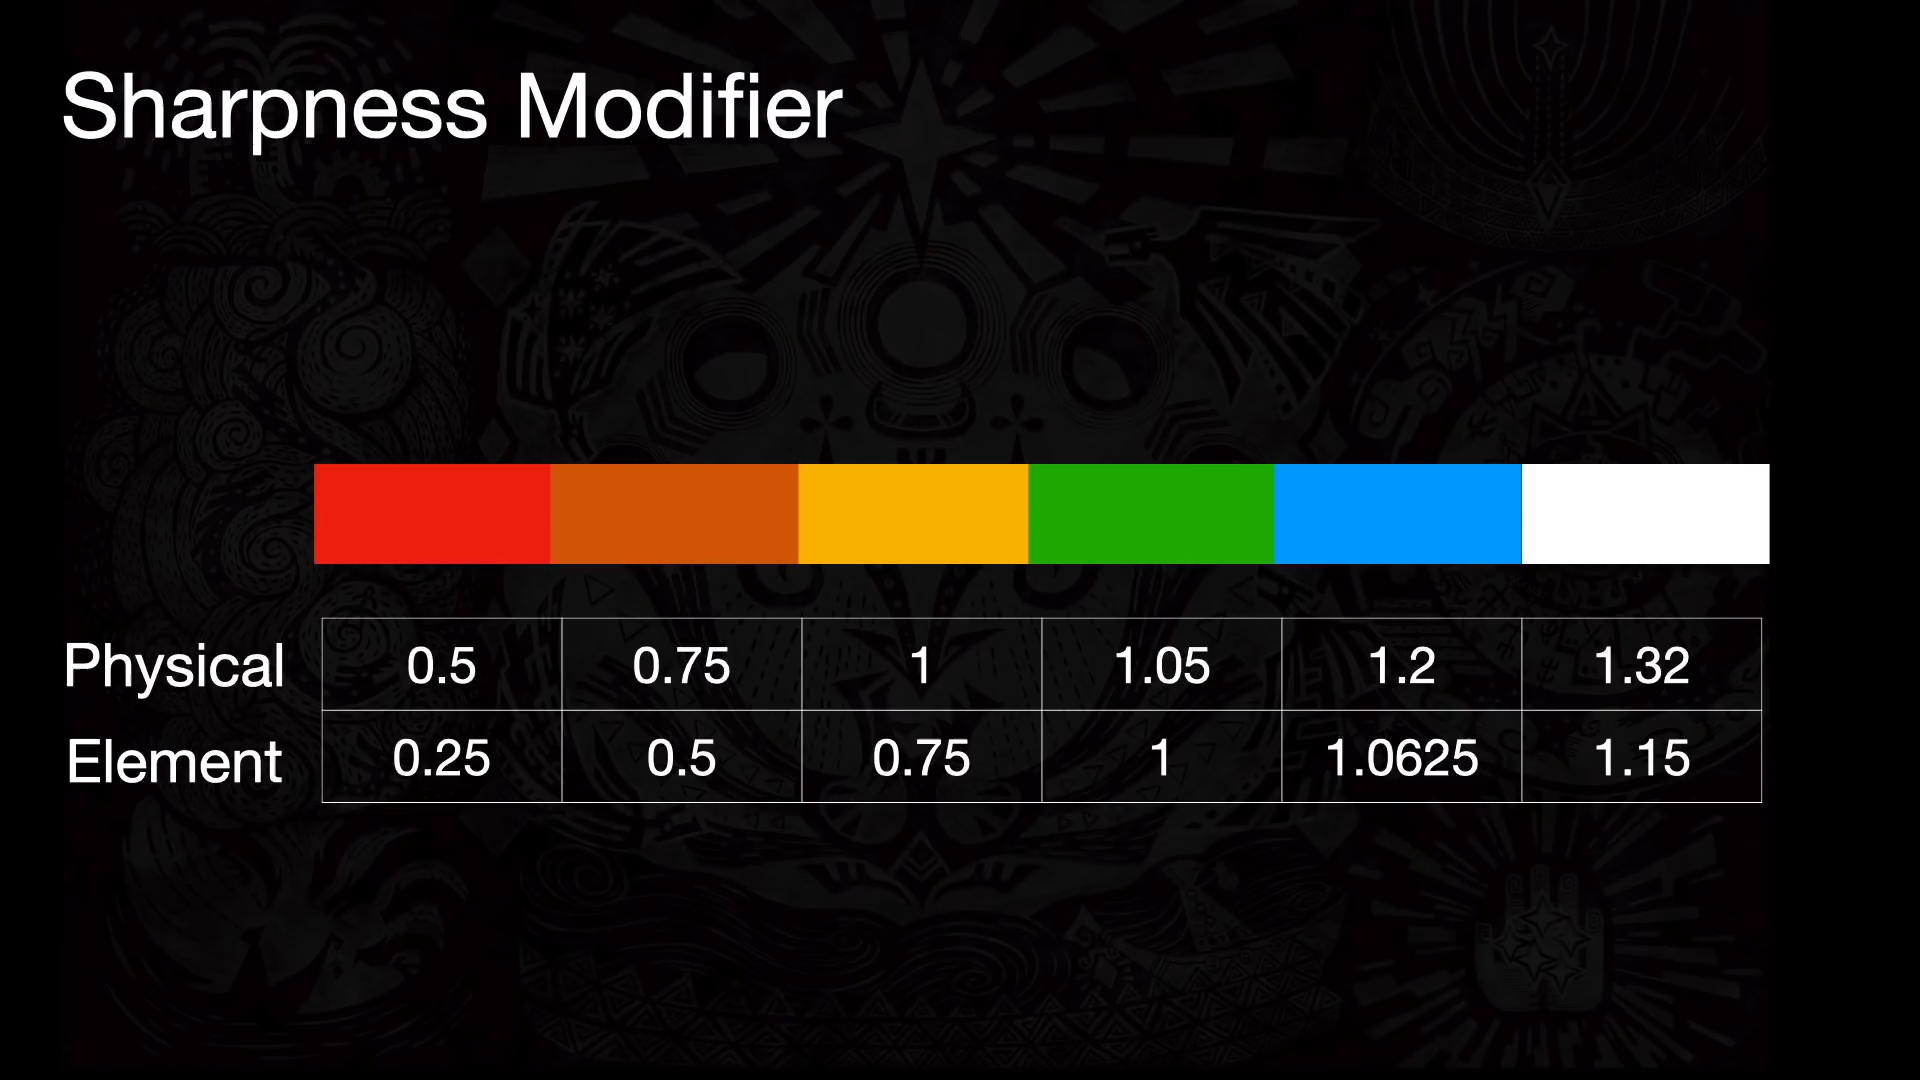 Sharpness Modifier
Physical 0.5 0.75 1 1.05 1.2 1.32
Element 0.25 0.5 0.75 1 1.0625 1.15